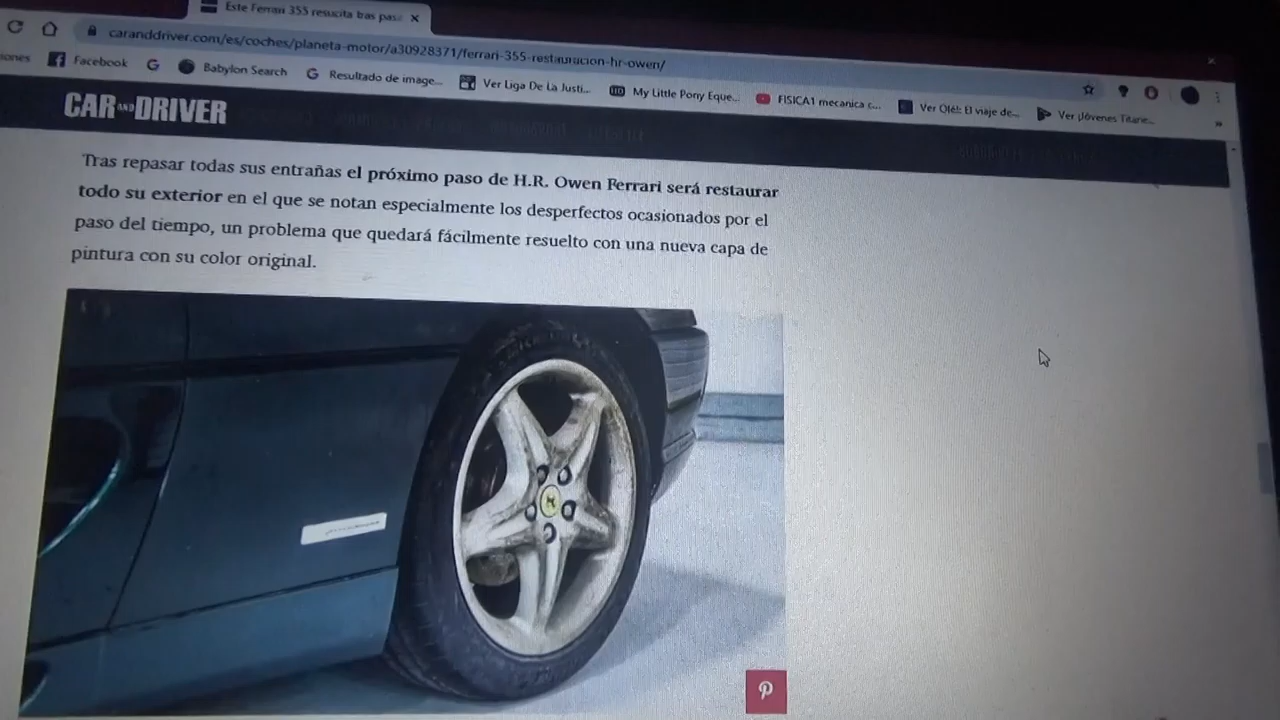 Este Ferrari 355 resucita tras pasa
caranddriver.com/es/coches/planeta-motor/a30928371/ferrari-355-restauracion-hr-owen/
iones Facebook Babylon Search Resultado de image... Ver Liga De La Justi... My Little Pony Eque... FISICA1 mecanica c... Ver Olé!: El viaje de... Ver ¡Jóvenes Titane... »
CAR AND DRIVER
Tras repasar todas sus entrañas el próximo paso de H.R. Owen Ferrari será restaurar
todo su exterior en el que se notan especialmente los desperfectos ocasionados por el
paso del tiempo, un problema que quedará fácilmente resuelto con una nueva capa de
pintura con su color original.